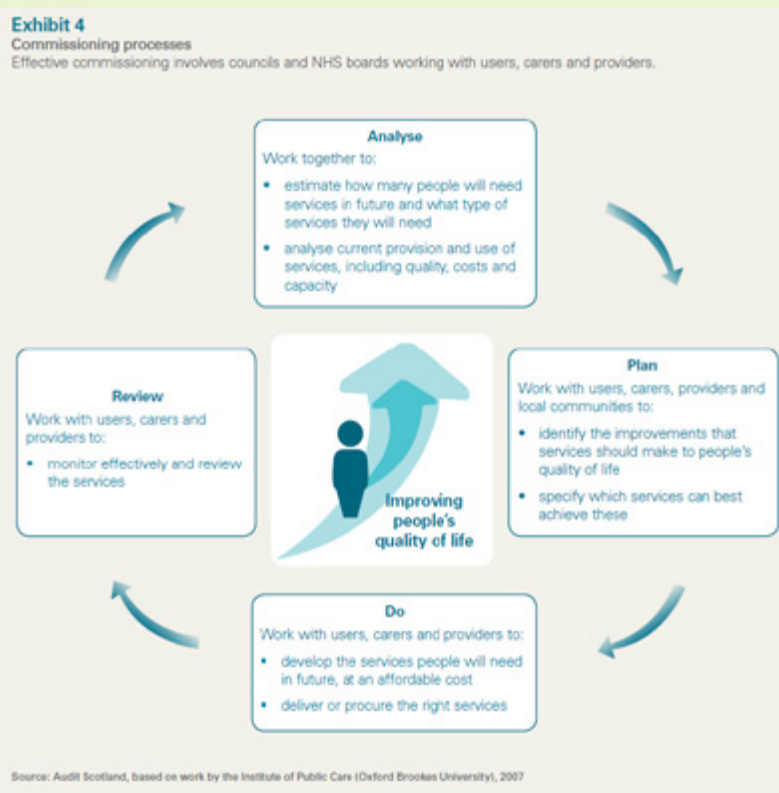 Exhibit 4
Commissioning processes
Effective commissioning involves councils and NHS boards working with users, carers and providers.
Analyse
Work together to:
• estimate how many people will need
services in future and what type of
services they will need
• analyse current provision and use of
services, including quality, costs and
capacity
Plan
Work with users, carers, providers and
local communities to:
• identify the improvements that
services should make to people's
quality of life
• specify which services can best
achieve these
Do
Work with users, carers and providers to:
• develop the services people will need
in future, at an affordable cost
• deliver or procure the right services
Review
Work with users, carers and
providers to:
• monitor effectively and review
the services
Improving
people's
quality of life
Source: Audit Scotland, based on work by the Institute of Public Care (Oxford Brookes University), 2007